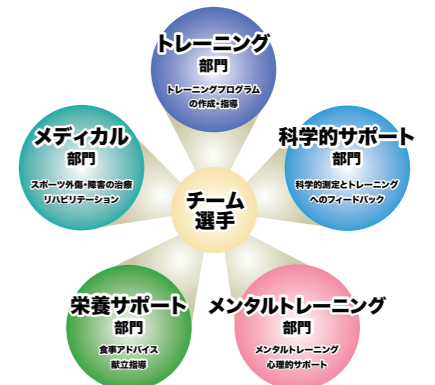 トレーニング
部門
トレーニングプログラム
の作成・指導
メディカル
部門
スポーツ外傷・障害の治療
リハビリテーション
科学的サポート
部門
科学的測定とトレーニング
へのフィードバック
チーム
選手
栄養サポート
部門
食事アドバイス
献立指導
メンタルトレーニング
部門
メンタルトレーニング
心理的サポート